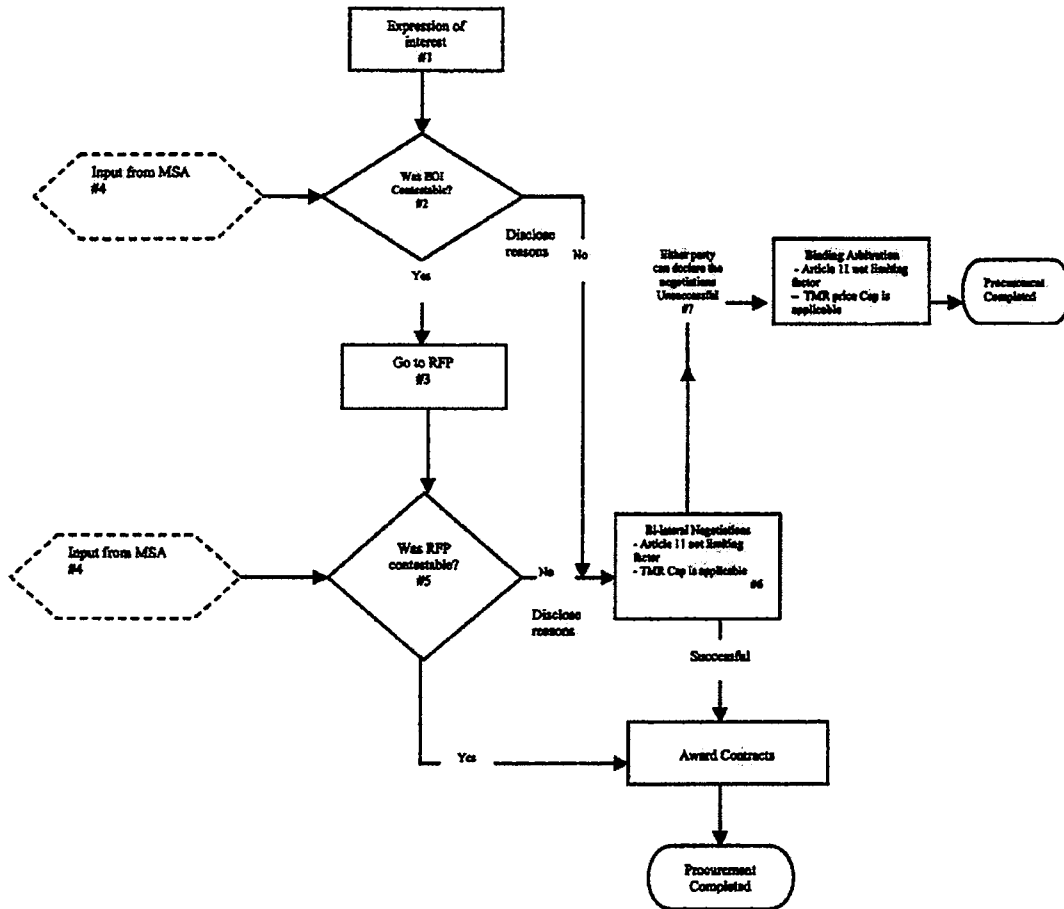 Expression of
interest
#1
Input from MSA
#4
Was EOI
Contestable?
#2
Disclose
reasons
No
Yes
Either party
can declare the
negotiations
Unsuccessful
#7
Binding Arbitration
- Article 11 not limiting
factor
– TMR price Cap is
applicable
Procurement
Completed
Go to RFP
#3
Input from MSA
#4
Was RFP
contestable?
#5
No
Disclose
reasons
Bi-lateral Negotiations
- Article 11 not limiting
factor
- TMR Cap is applicable
#6
Successful
Yes
Award Contracts
Procurement
Completed